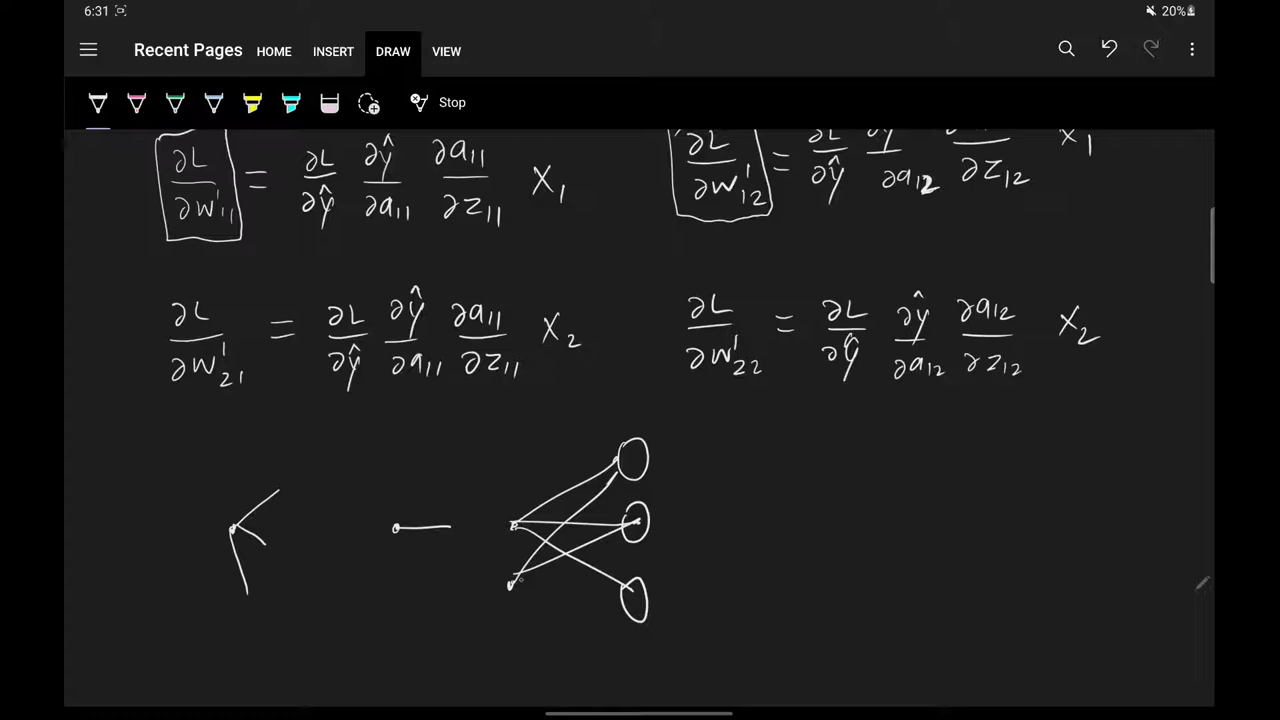 6:31 20%
Recent Pages HOME INSERT DRAW VIEW
Stop
∂L/∂w¹₁₁ = ∂L/∂ŷ ∂ŷ/∂a₁₁ ∂a₁₁/∂z₁₁ X₁
∂L/∂w¹₁₂ = ∂L/∂ŷ ∂ŷ/∂a₁₂ ∂a₁₂/∂z₁₂ X₁
∂L/∂w¹₂₁ = ∂L/∂ŷ ∂ŷ/∂a₁₁ ∂a₁₁/∂z₁₁ X₂
∂L/∂w¹₂₂ = ∂L/∂ŷ ∂ŷ/∂a₁₂ ∂a₁₂/∂z₁₂ X₂